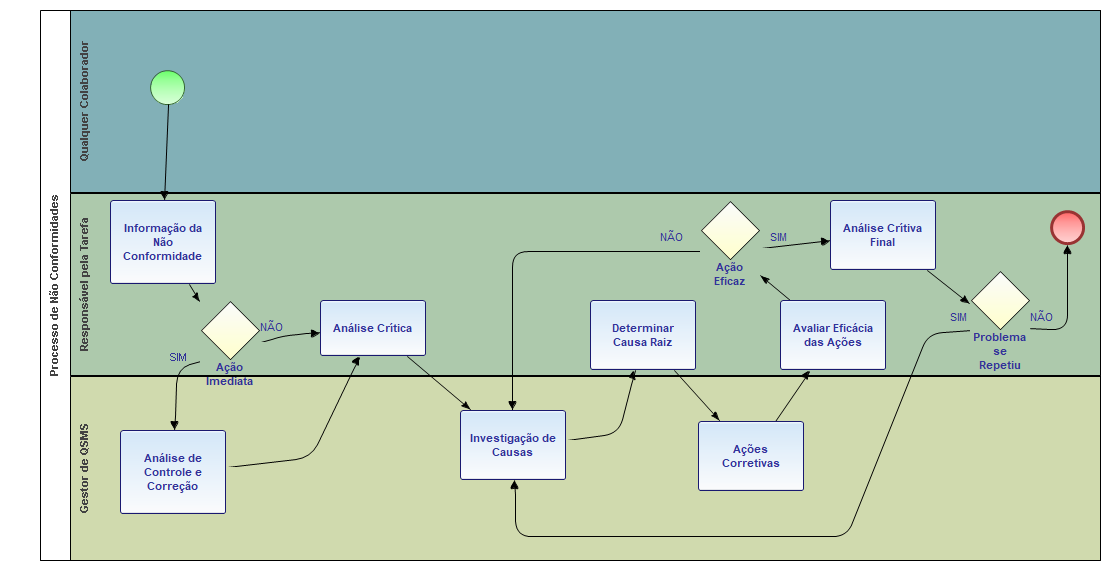 Processo de Não Conformidades
Qualquer Colaborador
Responsável pela Tarefa
Informação da
Não
Conformidade
NÃO
SIM
Ação
Imediata
Análise Crítica
NÃO
SIM
Ação
Eficaz
Análise Crítiva
Final
Determinar
Causa Raiz
Avaliar Eficácia
das Ações
SIM
NÃO
Problema
se
Repetiu
Gestor de QSMS
Análise de
Controle e
Correção
Investigação de
Causas
Ações
Corretivas